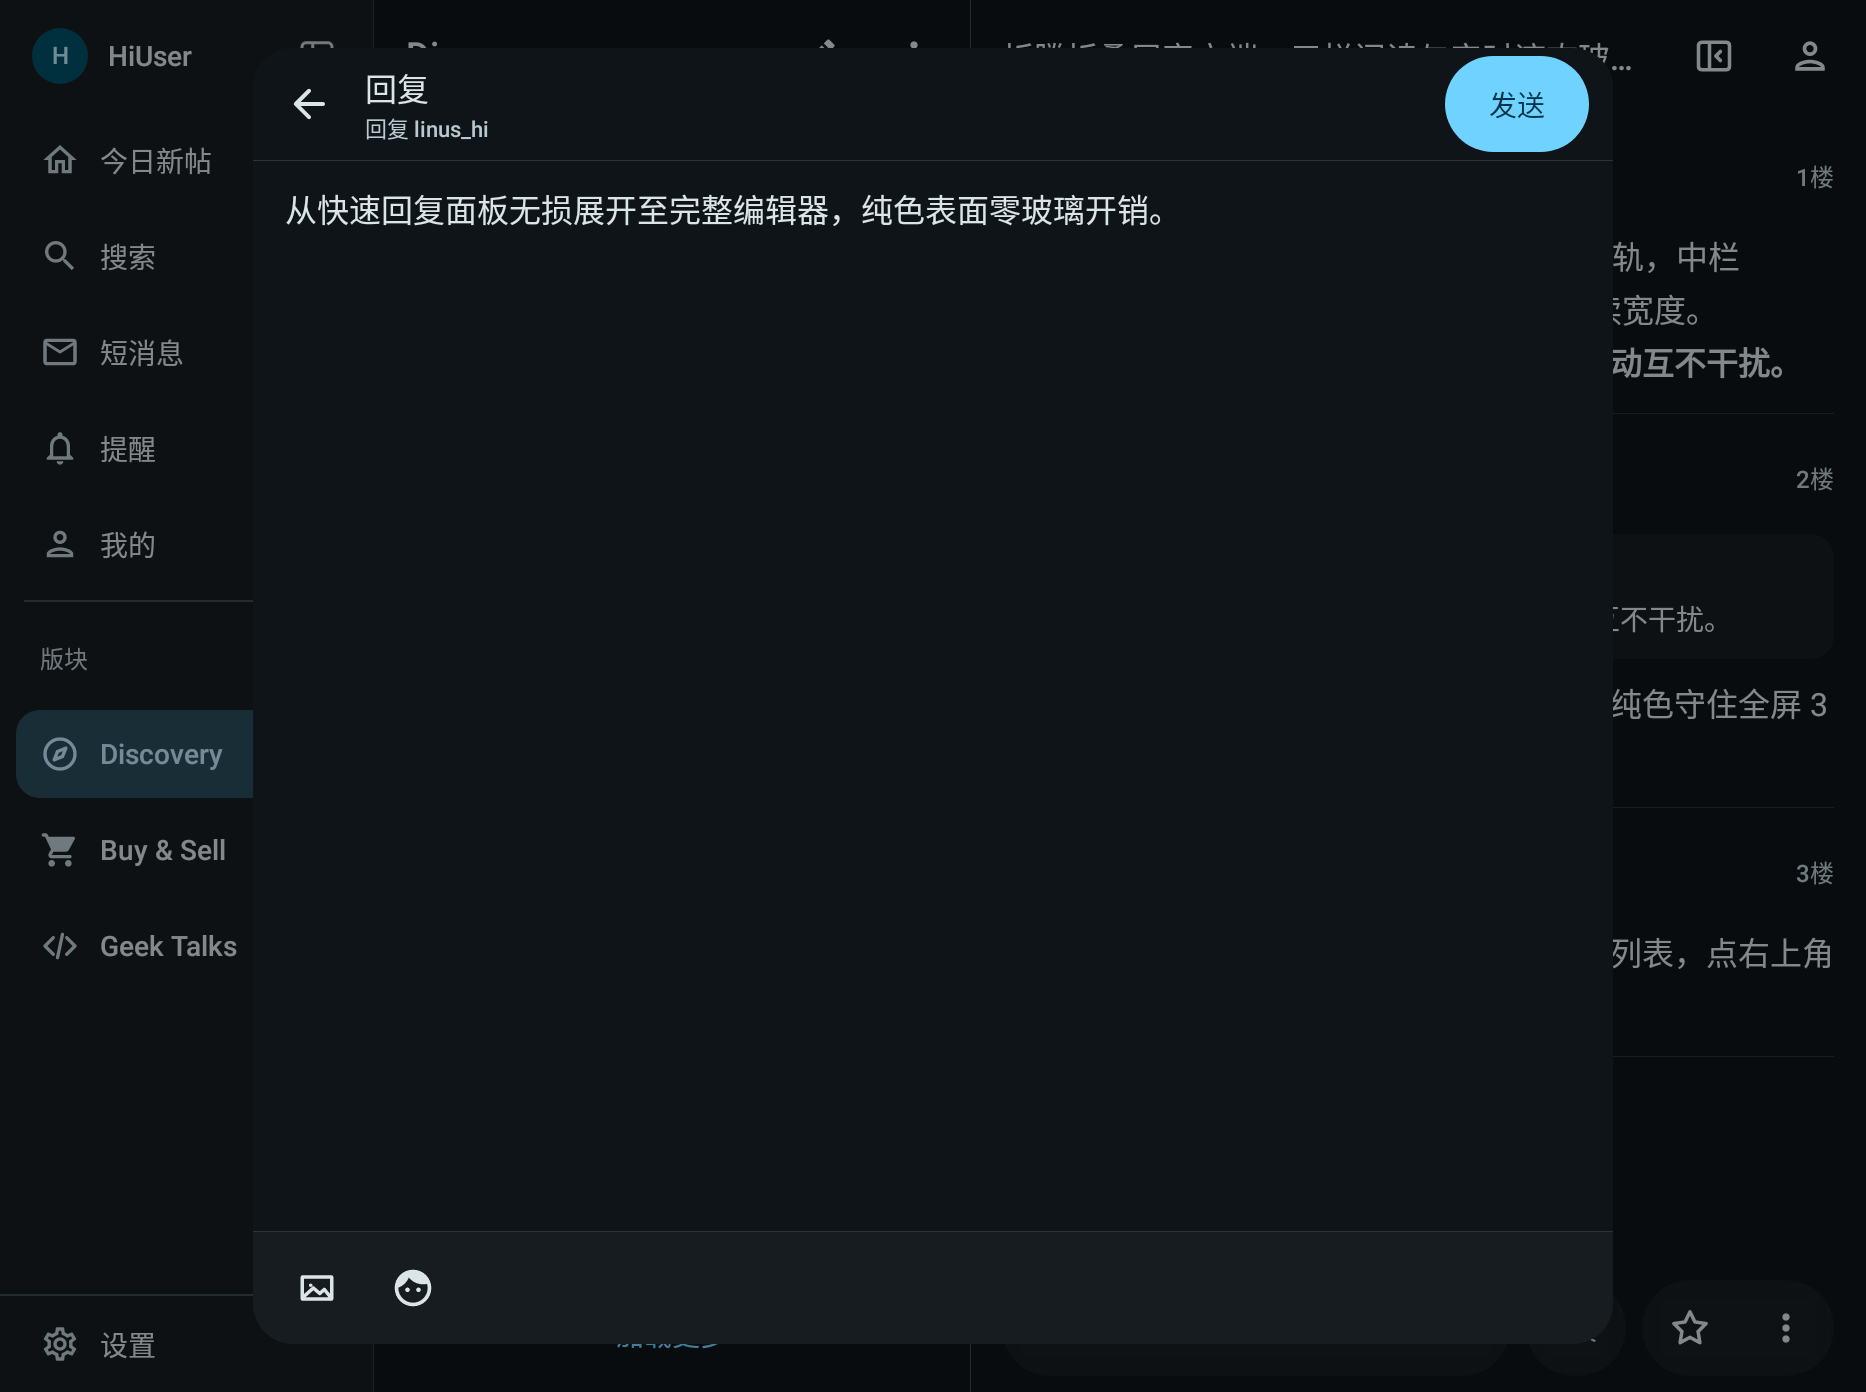 H HiUser
今日新帖
搜索
短消息
提醒
我的
版块
Discovery
Buy & Sell
Geek Talks
设置
回复
回复 linus_hi
发送
从快速回复面板无损展开至完整编辑器，纯色表面零玻璃开销。
1楼
轨，中栏
宽度。
动互不干扰。
2楼
不干扰。
纯色守住全屏 3
3楼
列表，点右上角